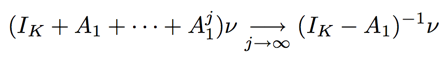 (I_K + A_1 + ⋯ + A_1^j)ν ⟶_{j→∞} (I_K − A_1)^{−1}ν